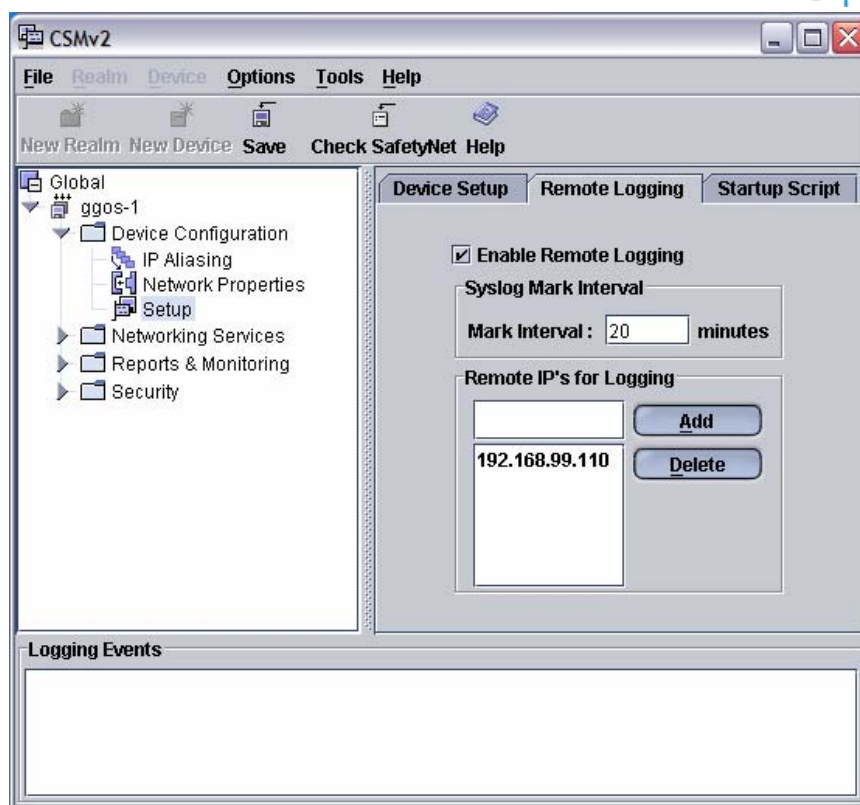 CSMv2
File Realm Device Options Tools Help
New Realm New Device Save Check SafetyNet Help
Global
ggos-1
Device Configuration
IP Aliasing
Network Properties
Setup
Networking Services
Reports & Monitoring
Security
Device Setup Remote Logging Startup Script
Enable Remote Logging
Syslog Mark Interval
Mark Interval : 20 minutes
Remote IP's for Logging
Add
192.168.99.110 Delete
Logging Events